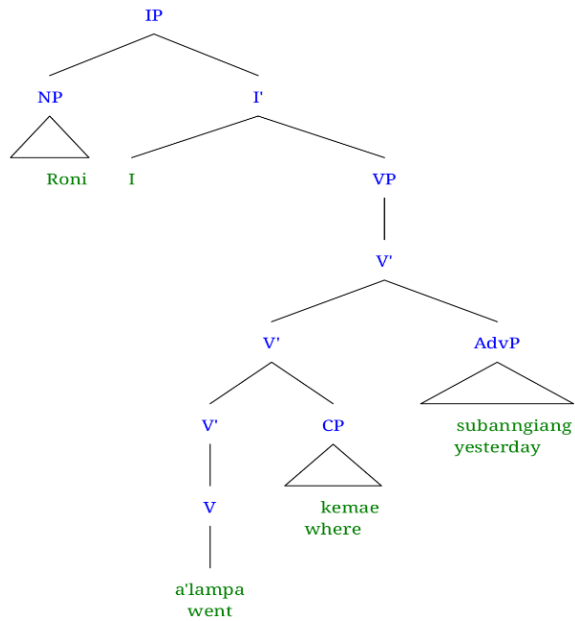 IP
NP I'
Roni I VP
V'
V' AdvP
V' CP subanngiang
yesterday
V kemae
where
a'lampa
went